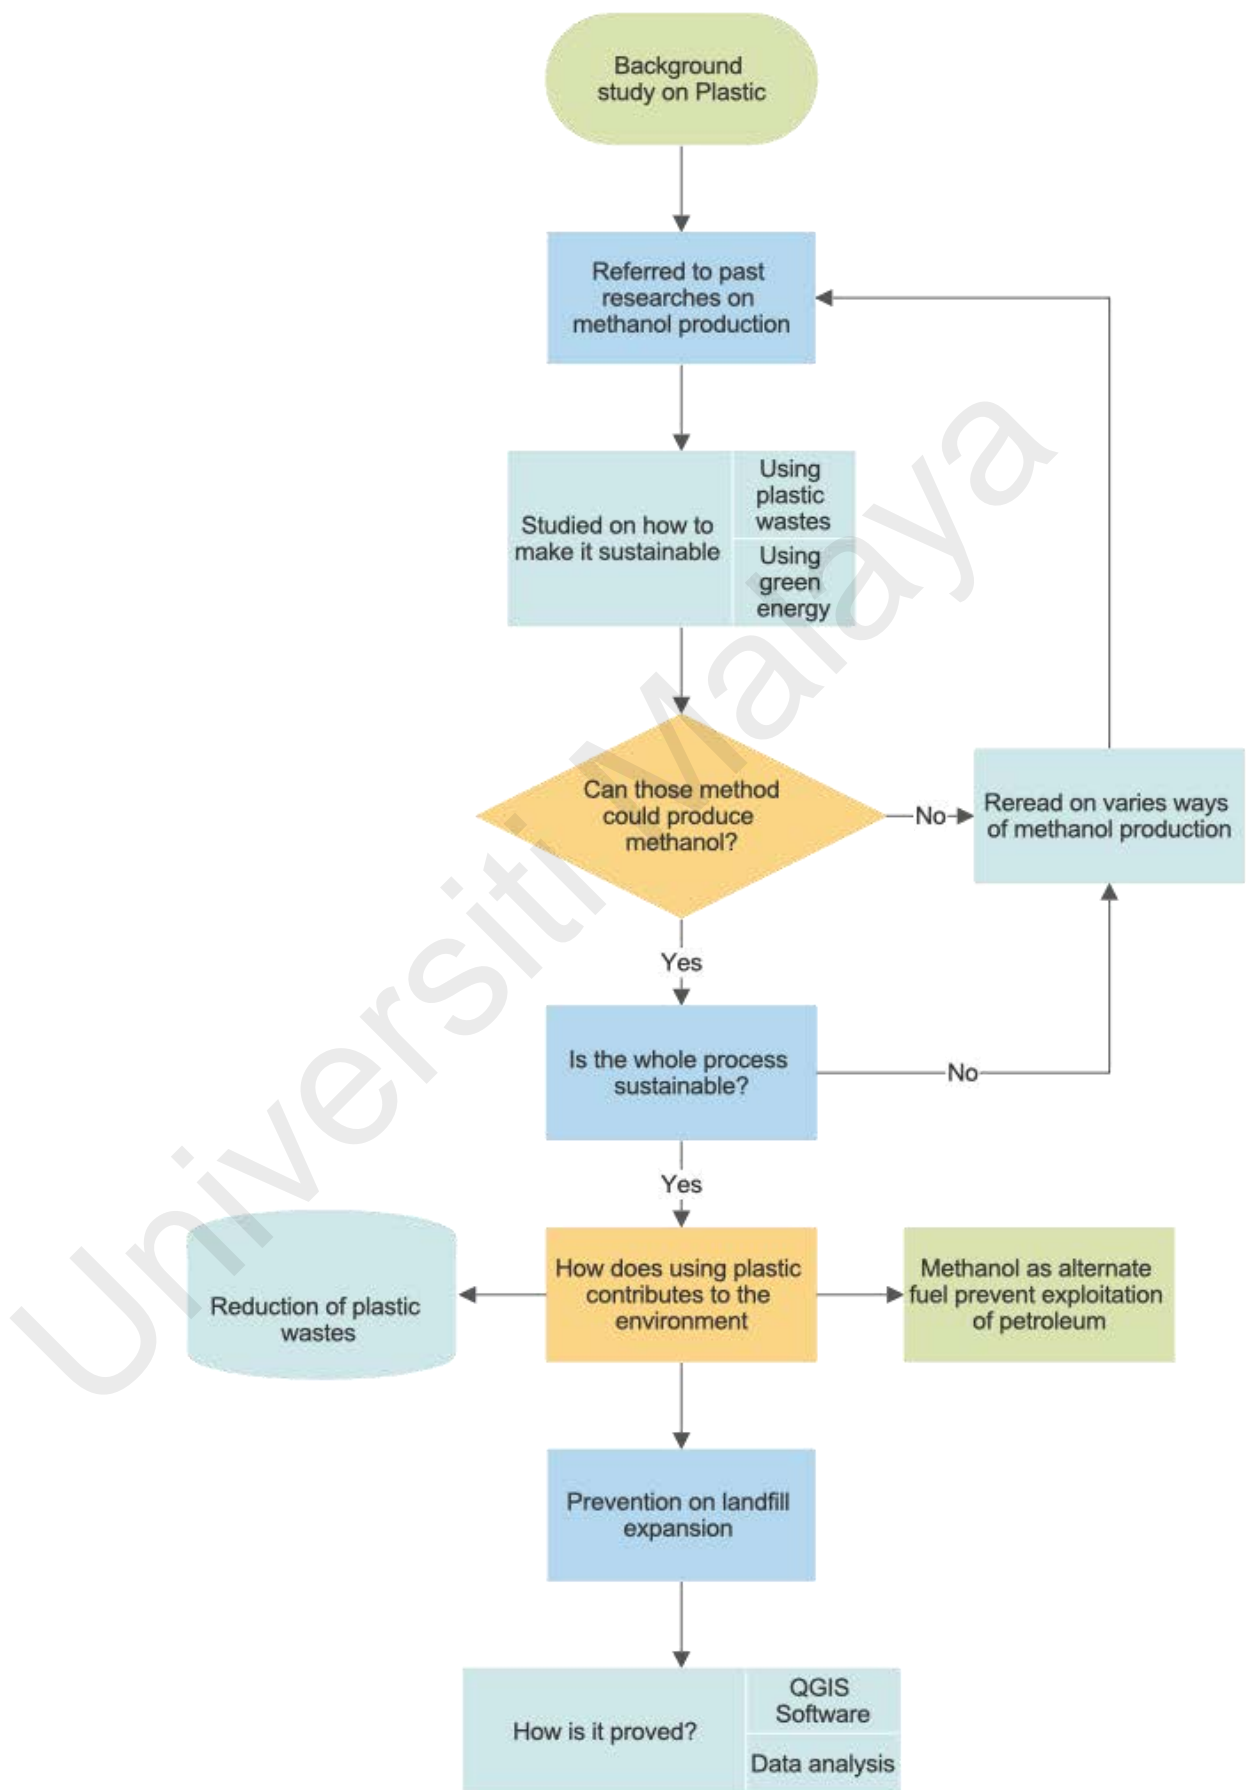 Background
study on Plastic
Referred to past
researches on
methanol production
Studied on how to
make it sustainable
Using
plastic
wastes
Using
green
energy
Can those method
could produce
methanol?
No
Reread on varies ways
of methanol production
Yes
Is the whole process
sustainable?
No
Yes
Reduction of plastic
wastes
How does using plastic
contributes to the
environment
Methanol as alternate
fuel prevent exploitation
of petroleum
Prevention on landfill
expansion
How is it proved?
QGIS
Software
Data analysis
Universiti Malaya